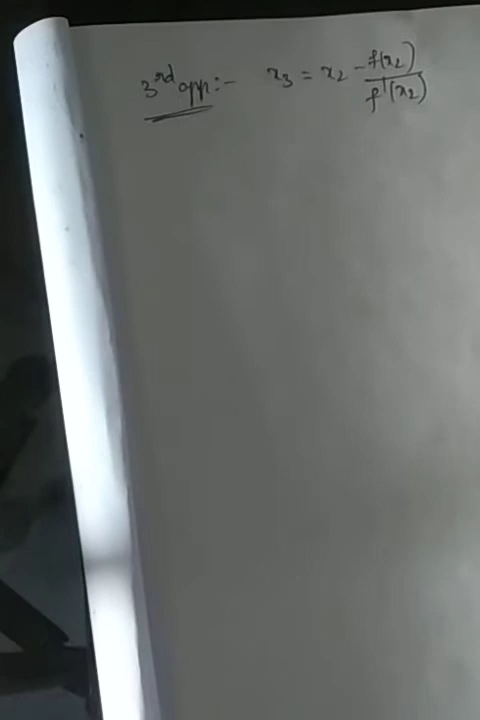 3rd app:- x3 = x2 - f(x2) / f'(x2)